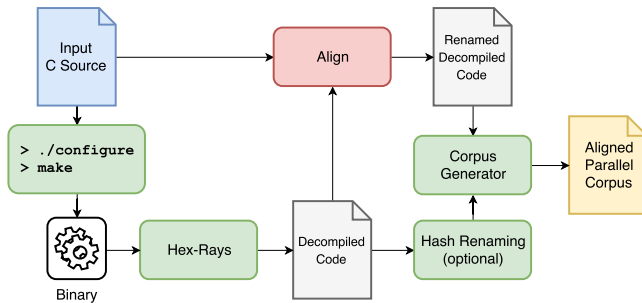 Input
C Source
Align
Renamed
Decompiled
Code
> ./configure
> make
Corpus
Generator
Aligned
Parallel
Corpus
Binary
Hex-Rays
Decompiled
Code
Hash Renaming
(optional)